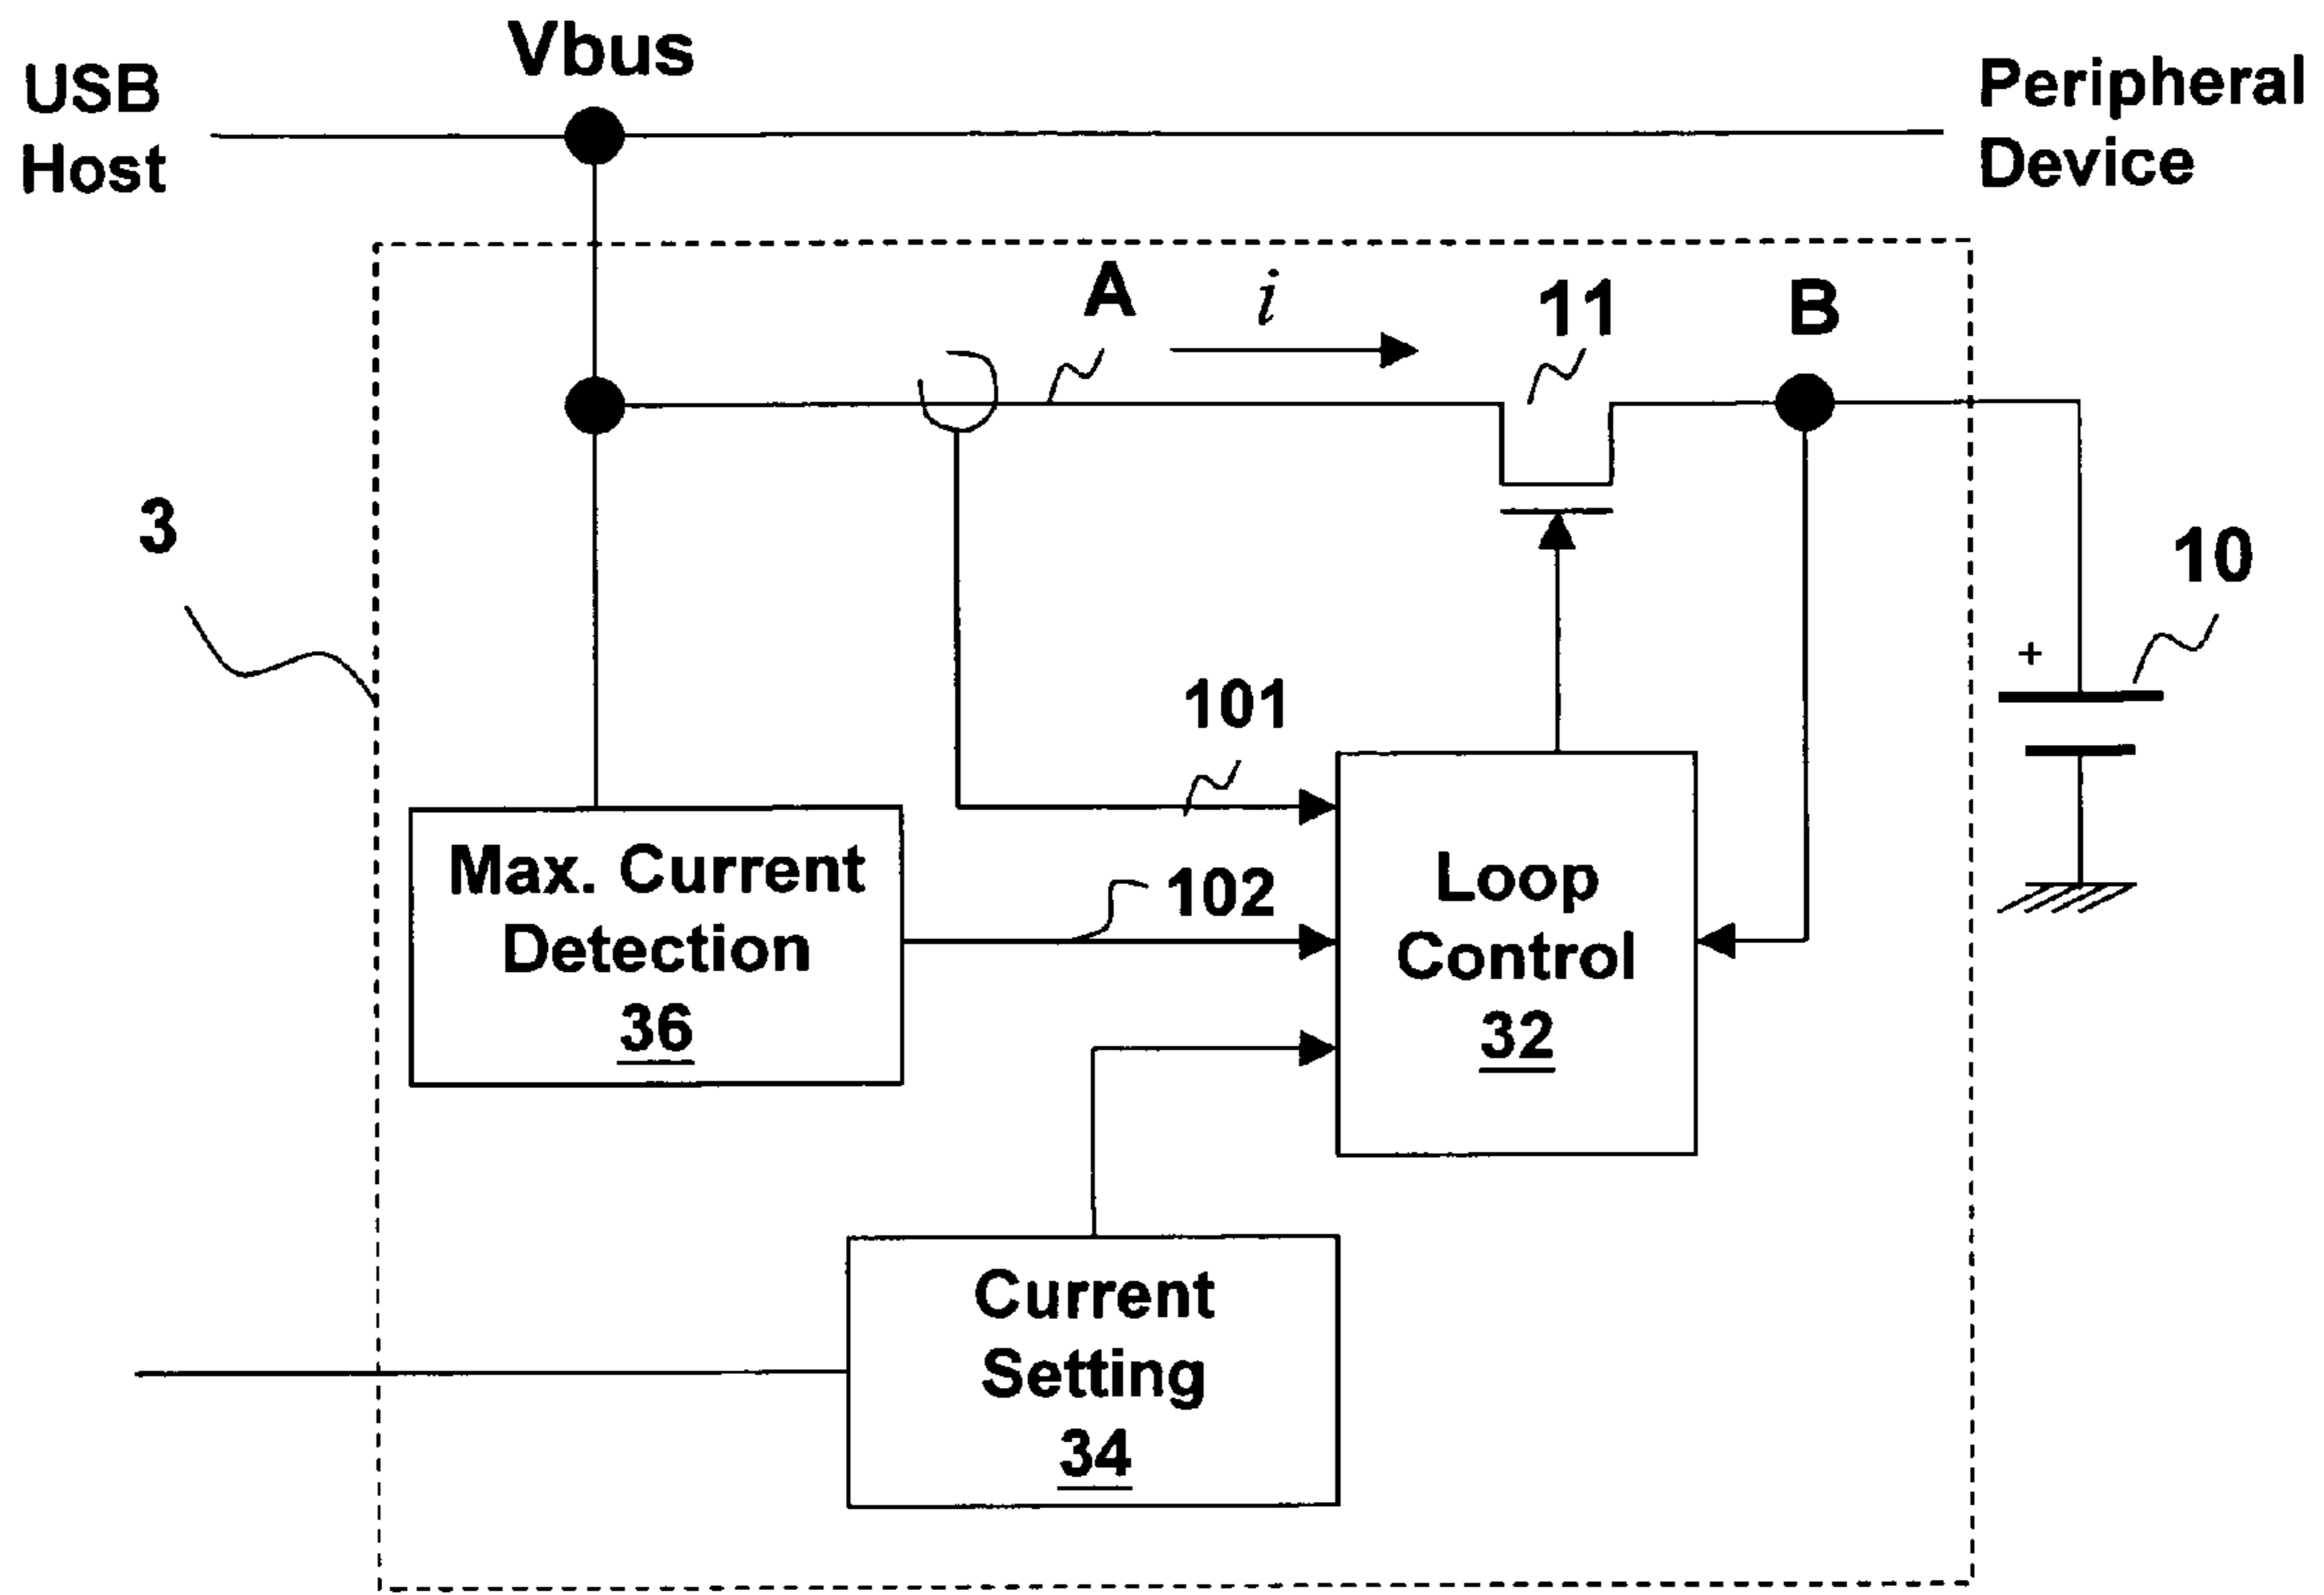 Vbus
USB
Host
Peripheral
Device
A
i
11
B
3
10
+
101
102
Max. Current
Detection
36
Loop
Control
32
Current
Setting
34